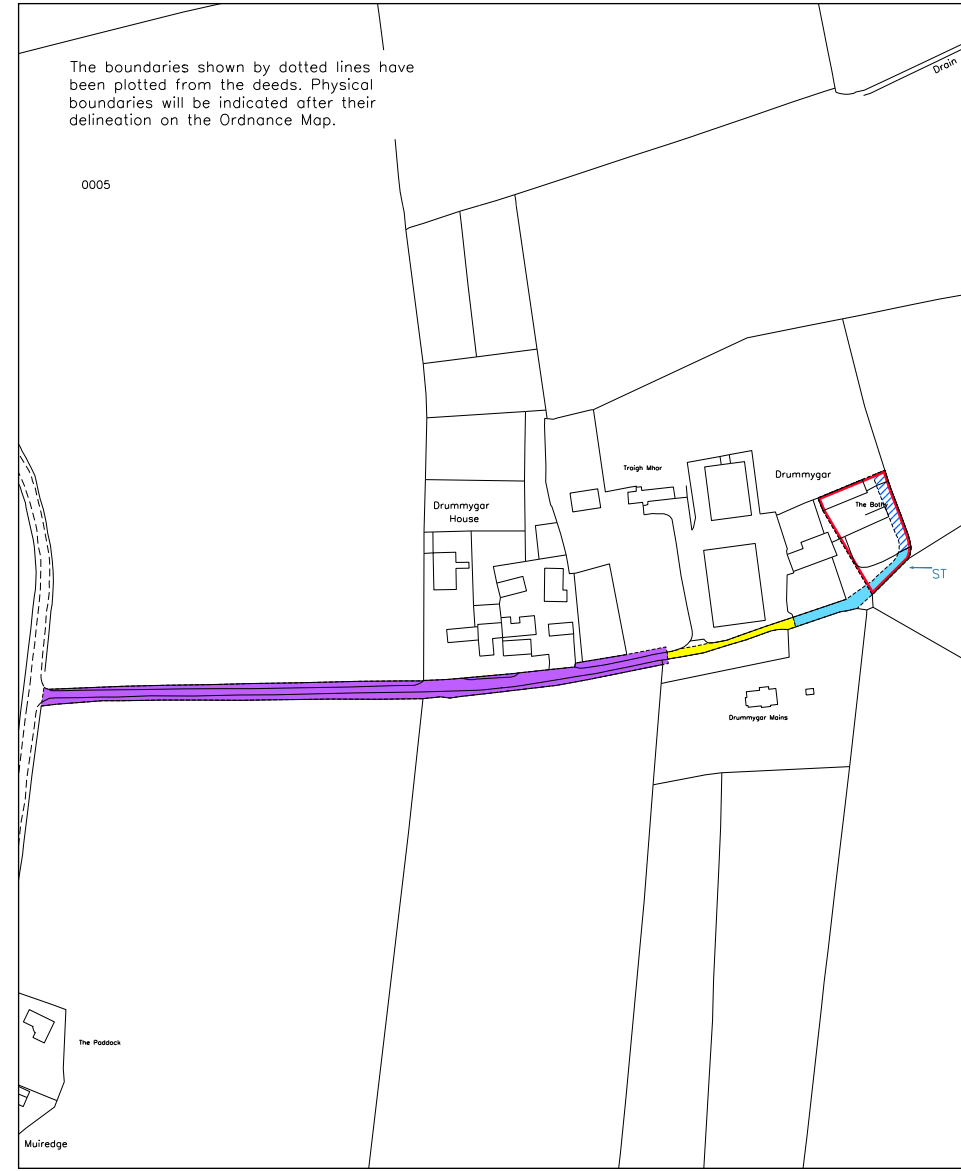 The boundaries shown by dotted lines have
been plotted from the deeds. Physical
boundaries will be indicated after their
delineation on the Ordnance Map.
Drain
0005
Traigh Mhor
Drummygar
Drummygar
House
The Bothy
ST
Drummygar Mains
The Paddock
Muiredge